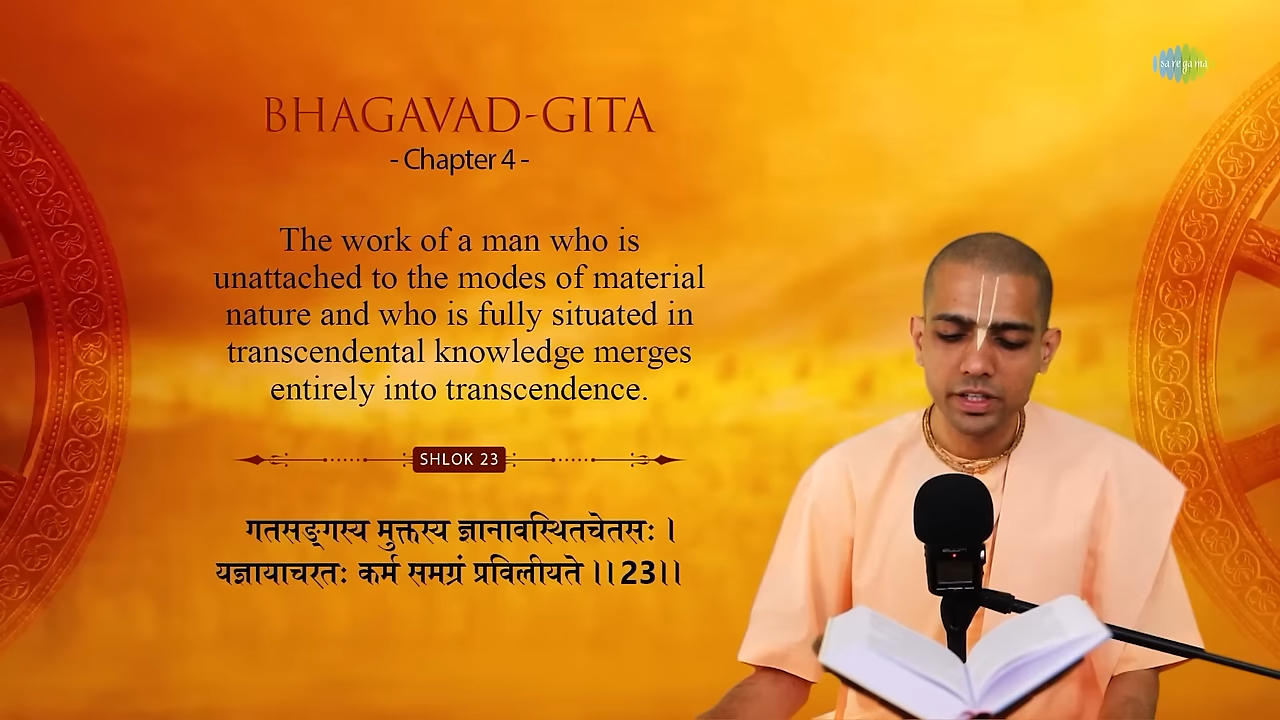 saregama
BHAGAVAD-GITA
- Chapter 4 -
The work of a man who is
unattached to the modes of material
nature and who is fully situated in
transcendental knowledge merges
entirely into transcendence.
SHLOK 23
गतसङ्गस्य मुक्तस्य ज्ञानावस्थितचेतसः ।
यज्ञायाचरतः कर्म समग्रं प्रविलीयते ।। 23 ।।